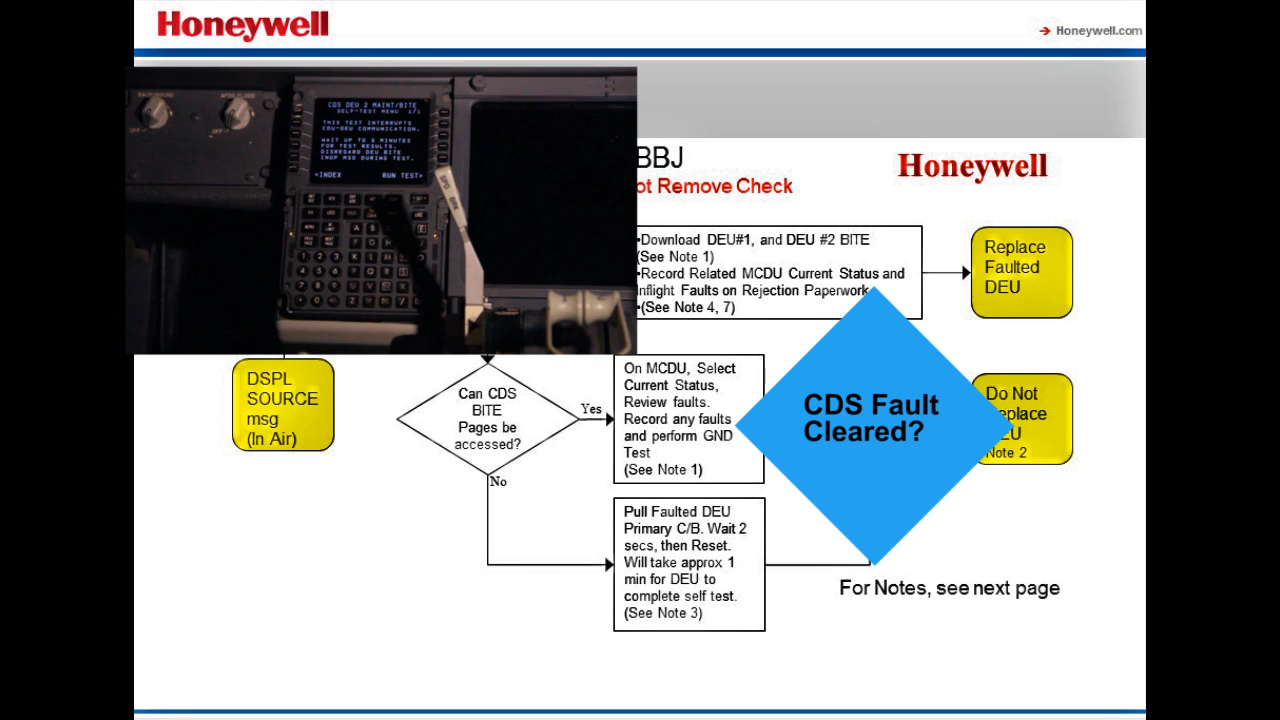 Honeywell
Honeywell.com
BACKGROUND
AFDS FLOOD
OFF
OFF
CDS DEU 2 MAINT/BITE
SELF-TEST MENU 1/1
THIS TEST INTERRUPTS
CDU-DEU COMMUNICATION.
WAIT UP TO 3 MINUTES
FOR TEST RESULTS.
DISREGARD DEU BITE
INOP MSG DURING TEST.
<INDEX RUN TEST>
SPD BRK
BBJ
ot Remove Check
Honeywell
•Download DEU#1, and DEU #2 BITE
(See Note 1)
•Record Related MCDU Current Status and
Inflight Faults on Rejection Paperwork
•(See Note 4, 7)
Replace
Faulted
DEU
DSPL
SOURCE
msg
(In Air)
Can CDS
BITE
Pages be
accessed?
Yes
No
On MCDU, Select
Current Status,
Review faults.
Record any faults
and perform GND
Test
(See Note 1)
CDS Fault
Cleared?
Do Not
eplace
EU
Note 2
Pull Faulted DEU
Primary C/B. Wait 2
secs, then Reset.
Will take approx 1
min for DEU to
complete self test.
(See Note 3)
For Notes, see next page